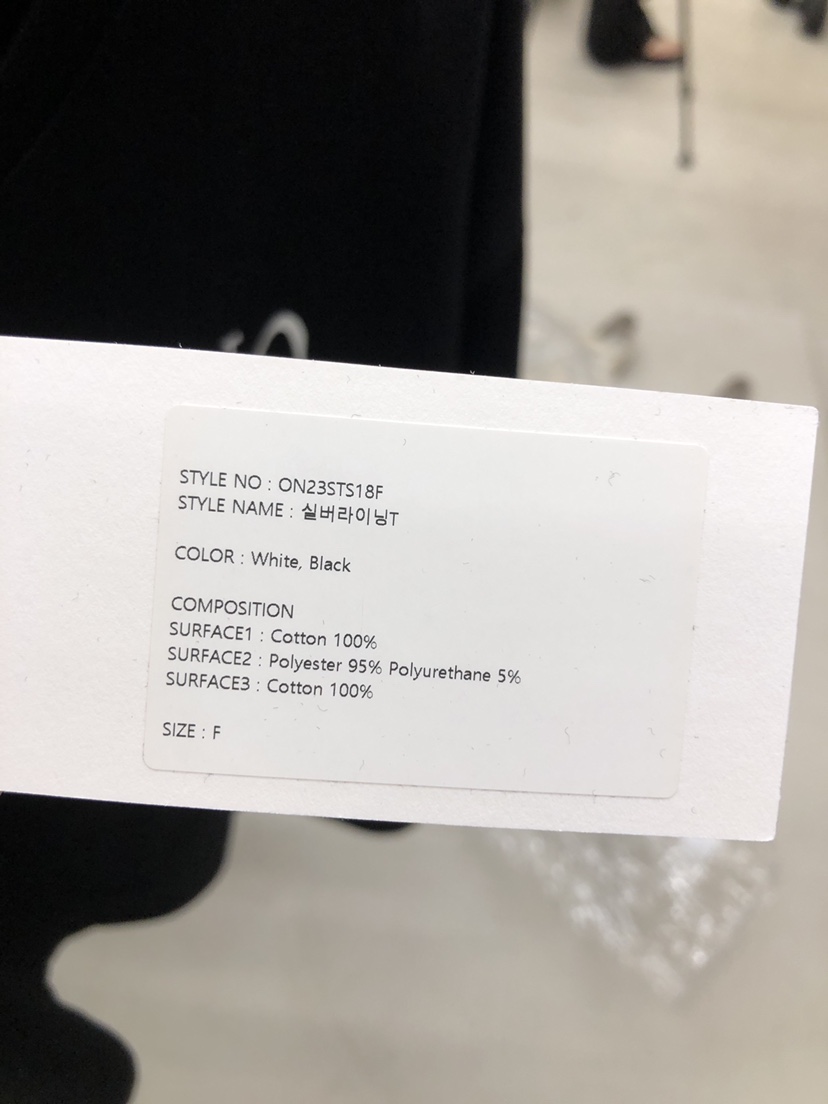 STYLE NO : ON23STS18F
STYLE NAME : 실버라이닝T
COLOR : White, Black
COMPOSITION
SURFACE1 : Cotton 100%
SURFACE2 : Polyester 95% Polyurethane 5%
SURFACE3 : Cotton 100%
SIZE : F